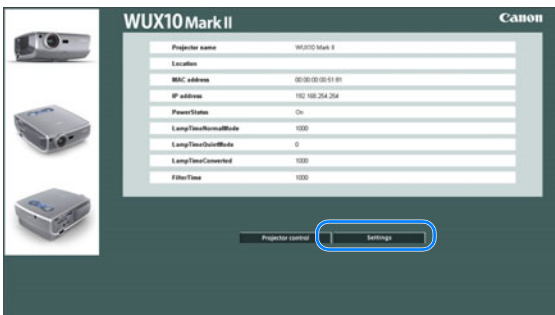 WUX10 Mark II
Canon
Projector name WUX10 Mark II
Location
MAC address 00:00:00:00:51:81
IP address 192.168.254.254
PowerStatus On
LampTimeNormalMode 1000
LampTimeQuietMode 0
LampTimeConverted 1000
FilterTime 1000
Projector control Settings